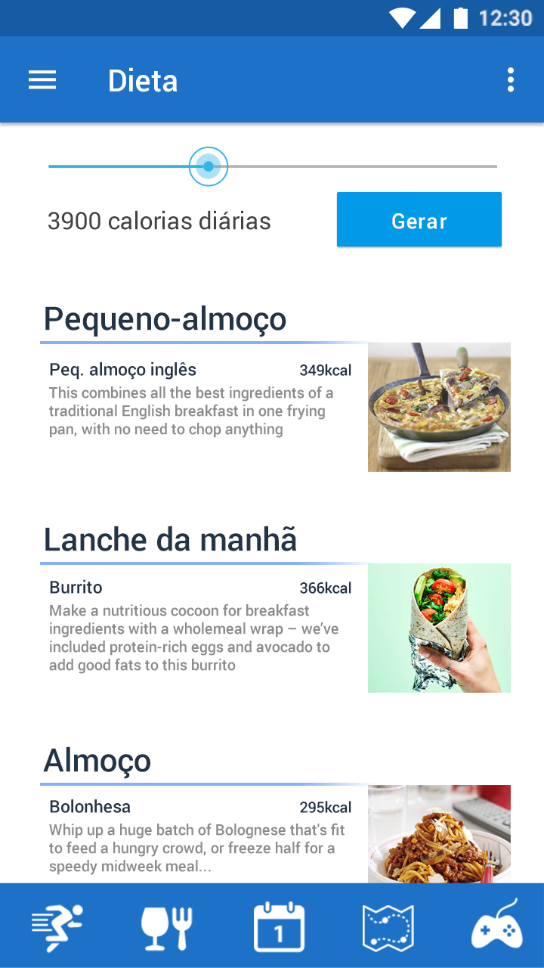 12:30
Dieta
3900 calorias diárias
Gerar
Pequeno-almoço
Peq. almoço inglês 349kcal
This combines all the best ingredients of a
traditional English breakfast in one frying
pan, with no need to chop anything
Lanche da manhã
Burrito 366kcal
Make a nutritious cocoon for breakfast
ingredients with a wholemeal wrap – we've
included protein-rich eggs and avocado to
add good fats to this burrito
Almoço
Bolonhesa 295kcal
Whip up a huge batch of Bolognese that's fit
to feed a hungry crowd, or freeze half for a
speedy midweek meal...
1